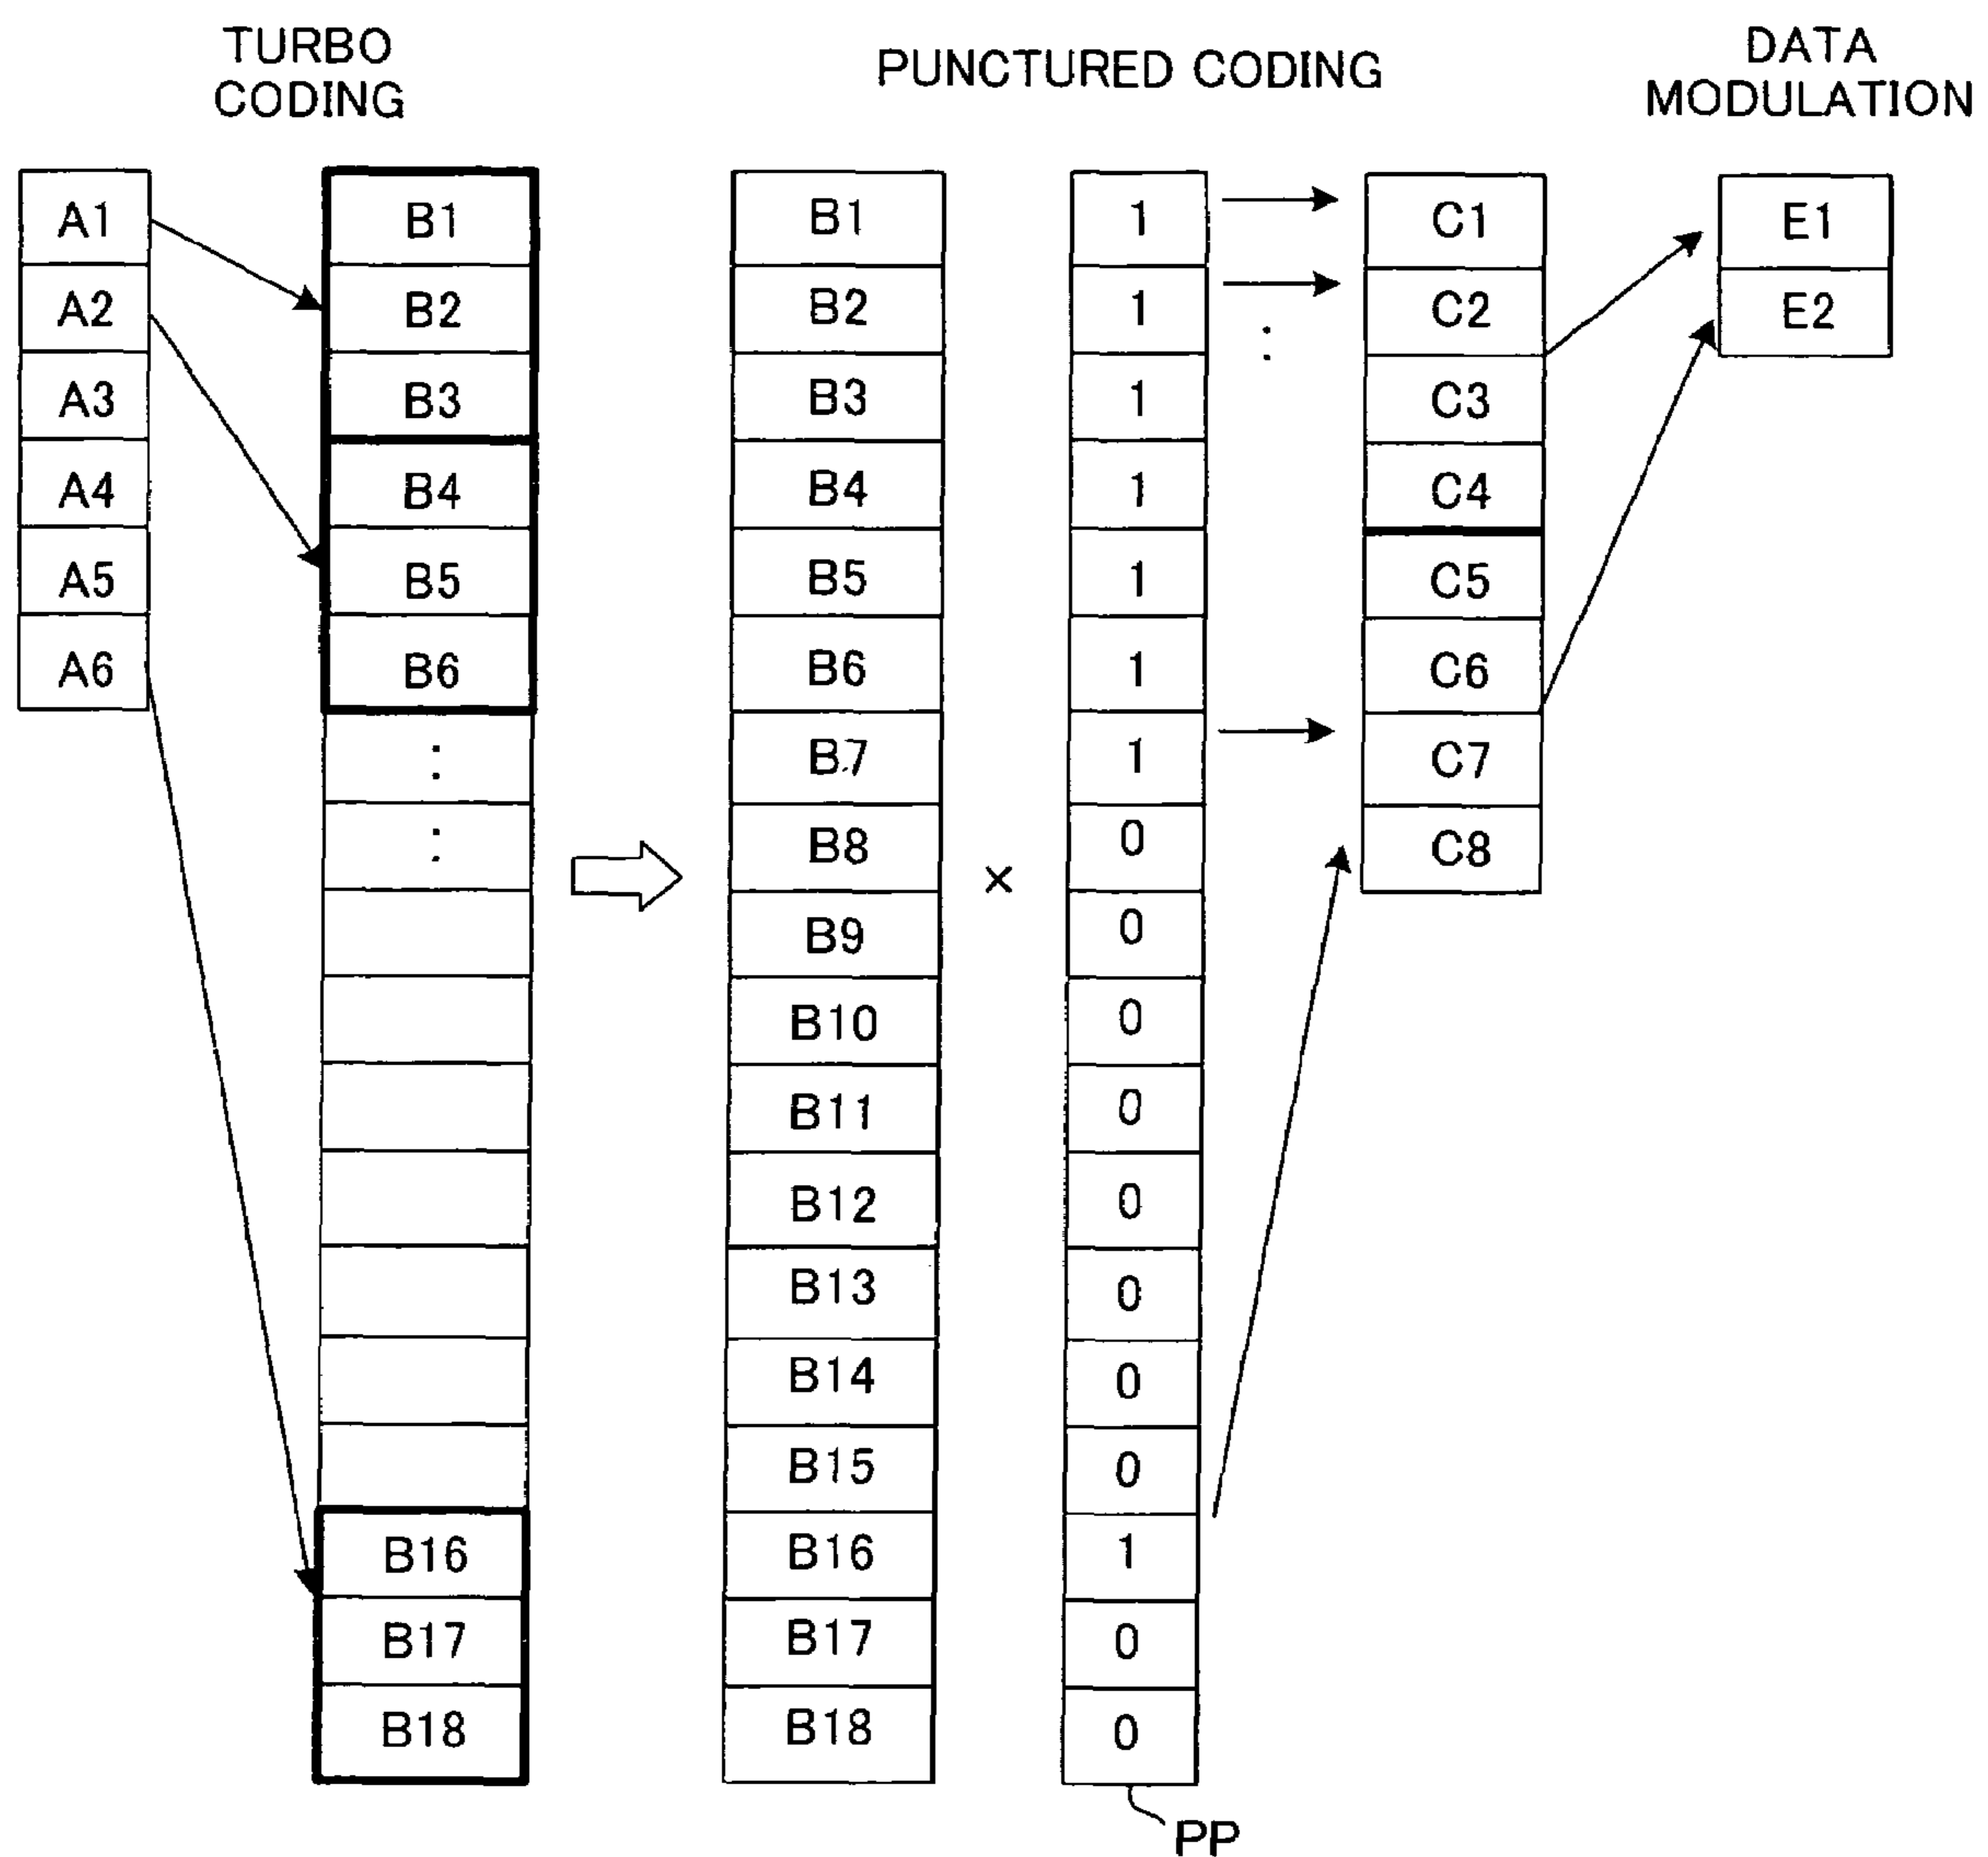 TURBO
CODING
PUNCTURED CODING
DATA
MODULATION
A1
A2
A3
A4
A5
A6
B1
B2
B3
B4
B5
B6
:
:
B16
B17
B18
B1
B2
B3
B4
B5
B6
B7
B8
B9
B10
B11
B12
B13
B14
B15
B16
B17
B18
×
1
1
1
1
1
1
1
0
0
0
0
0
0
0
0
1
0
0
PP
:
C1
C2
C3
C4
C5
C6
C7
C8
E1
E2